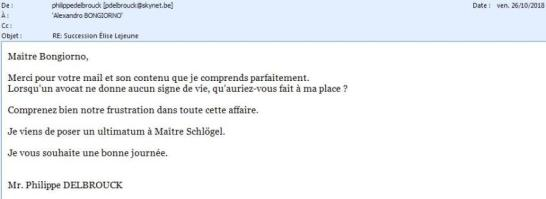 De : philippedelbrouck [pdelbrouck@skynet.be] Date : ven. 26/10/2018
À : 'Alexandro BONGIORNO'
Cc :
Objet : RE: Succession Élise Lejeune
Maitre Bongiorno,
Merci pour votre mail et son contenu que je comprends parfaitement.
Lorsqu'un avocat ne donne aucun signe de vie, qu'auriez-vous fait à ma place ?
Comprenez bien notre frustration dans toute cette affaire.
Je viens de poser un ultimatum à Maître Schlögel.
Je vous souhaite une bonne journée.
Mr. Philippe DELBROUCK